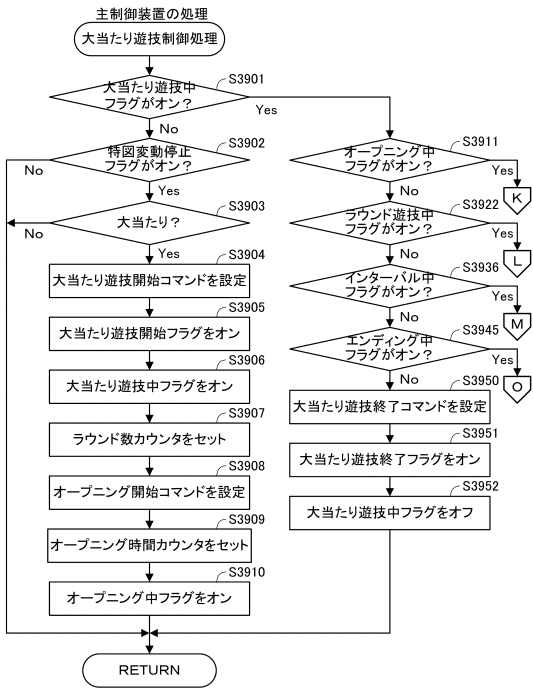 主制御装置の処理
大当たり遊技制御処理
S3901
大当たり遊技中
フラグがオン？
Yes
No
S3902
特図変動停止
フラグがオン？
No
Yes
S3903
大当たり？
No
Yes
S3904
大当たり遊技開始コマンドを設定
S3905
大当たり遊技開始フラグをオン
S3906
大当たり遊技中フラグをオン
S3907
ラウンド数カウンタをセット
S3908
オープニング開始コマンドを設定
S3909
オープニング時間カウンタをセット
S3910
オープニング中フラグをオン
S3911
オープニング中
フラグがオン？
Yes
K
No
S3922
ラウンド遊技中
フラグがオン？
Yes
L
No
S3936
インターバル中
フラグがオン？
Yes
M
No
S3945
エンディング中
フラグがオン？
Yes
O
No
S3950
大当たり遊技終了コマンドを設定
S3951
大当たり遊技終了フラグをオン
S3952
大当たり遊技中フラグをオフ
RETURN